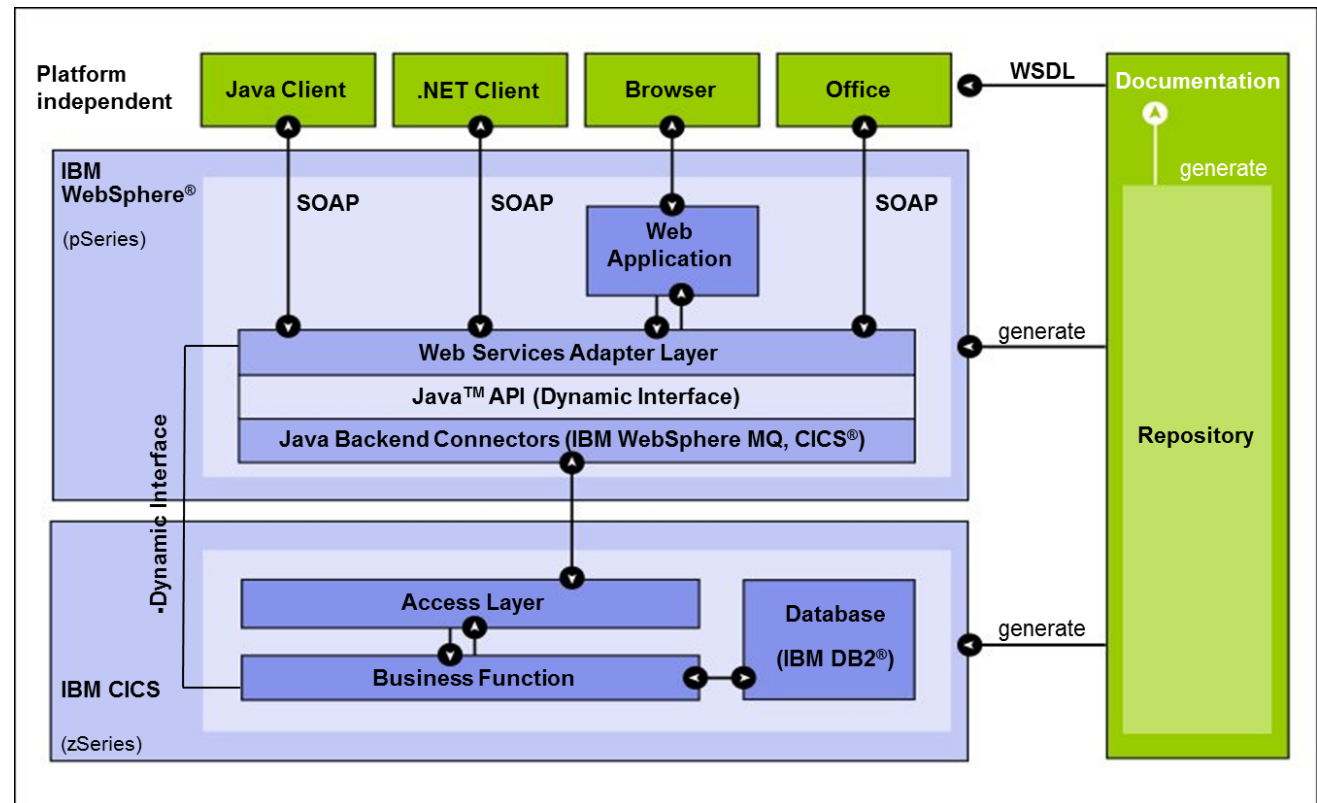 Platform
independent
Java Client
.NET Client
Browser
Office
WSDL
Documentation
generate
IBM
WebSphere®
(pSeries)
SOAP
SOAP
SOAP
Web
Application
Web Services Adapter Layer
Java™ API (Dynamic Interface)
Java Backend Connectors (IBM WebSphere MQ, CICS®)
generate
Repository
▪Dynamic Interface
Access Layer
Business Function
Database
(IBM DB2®)
generate
IBM CICS
(zSeries)